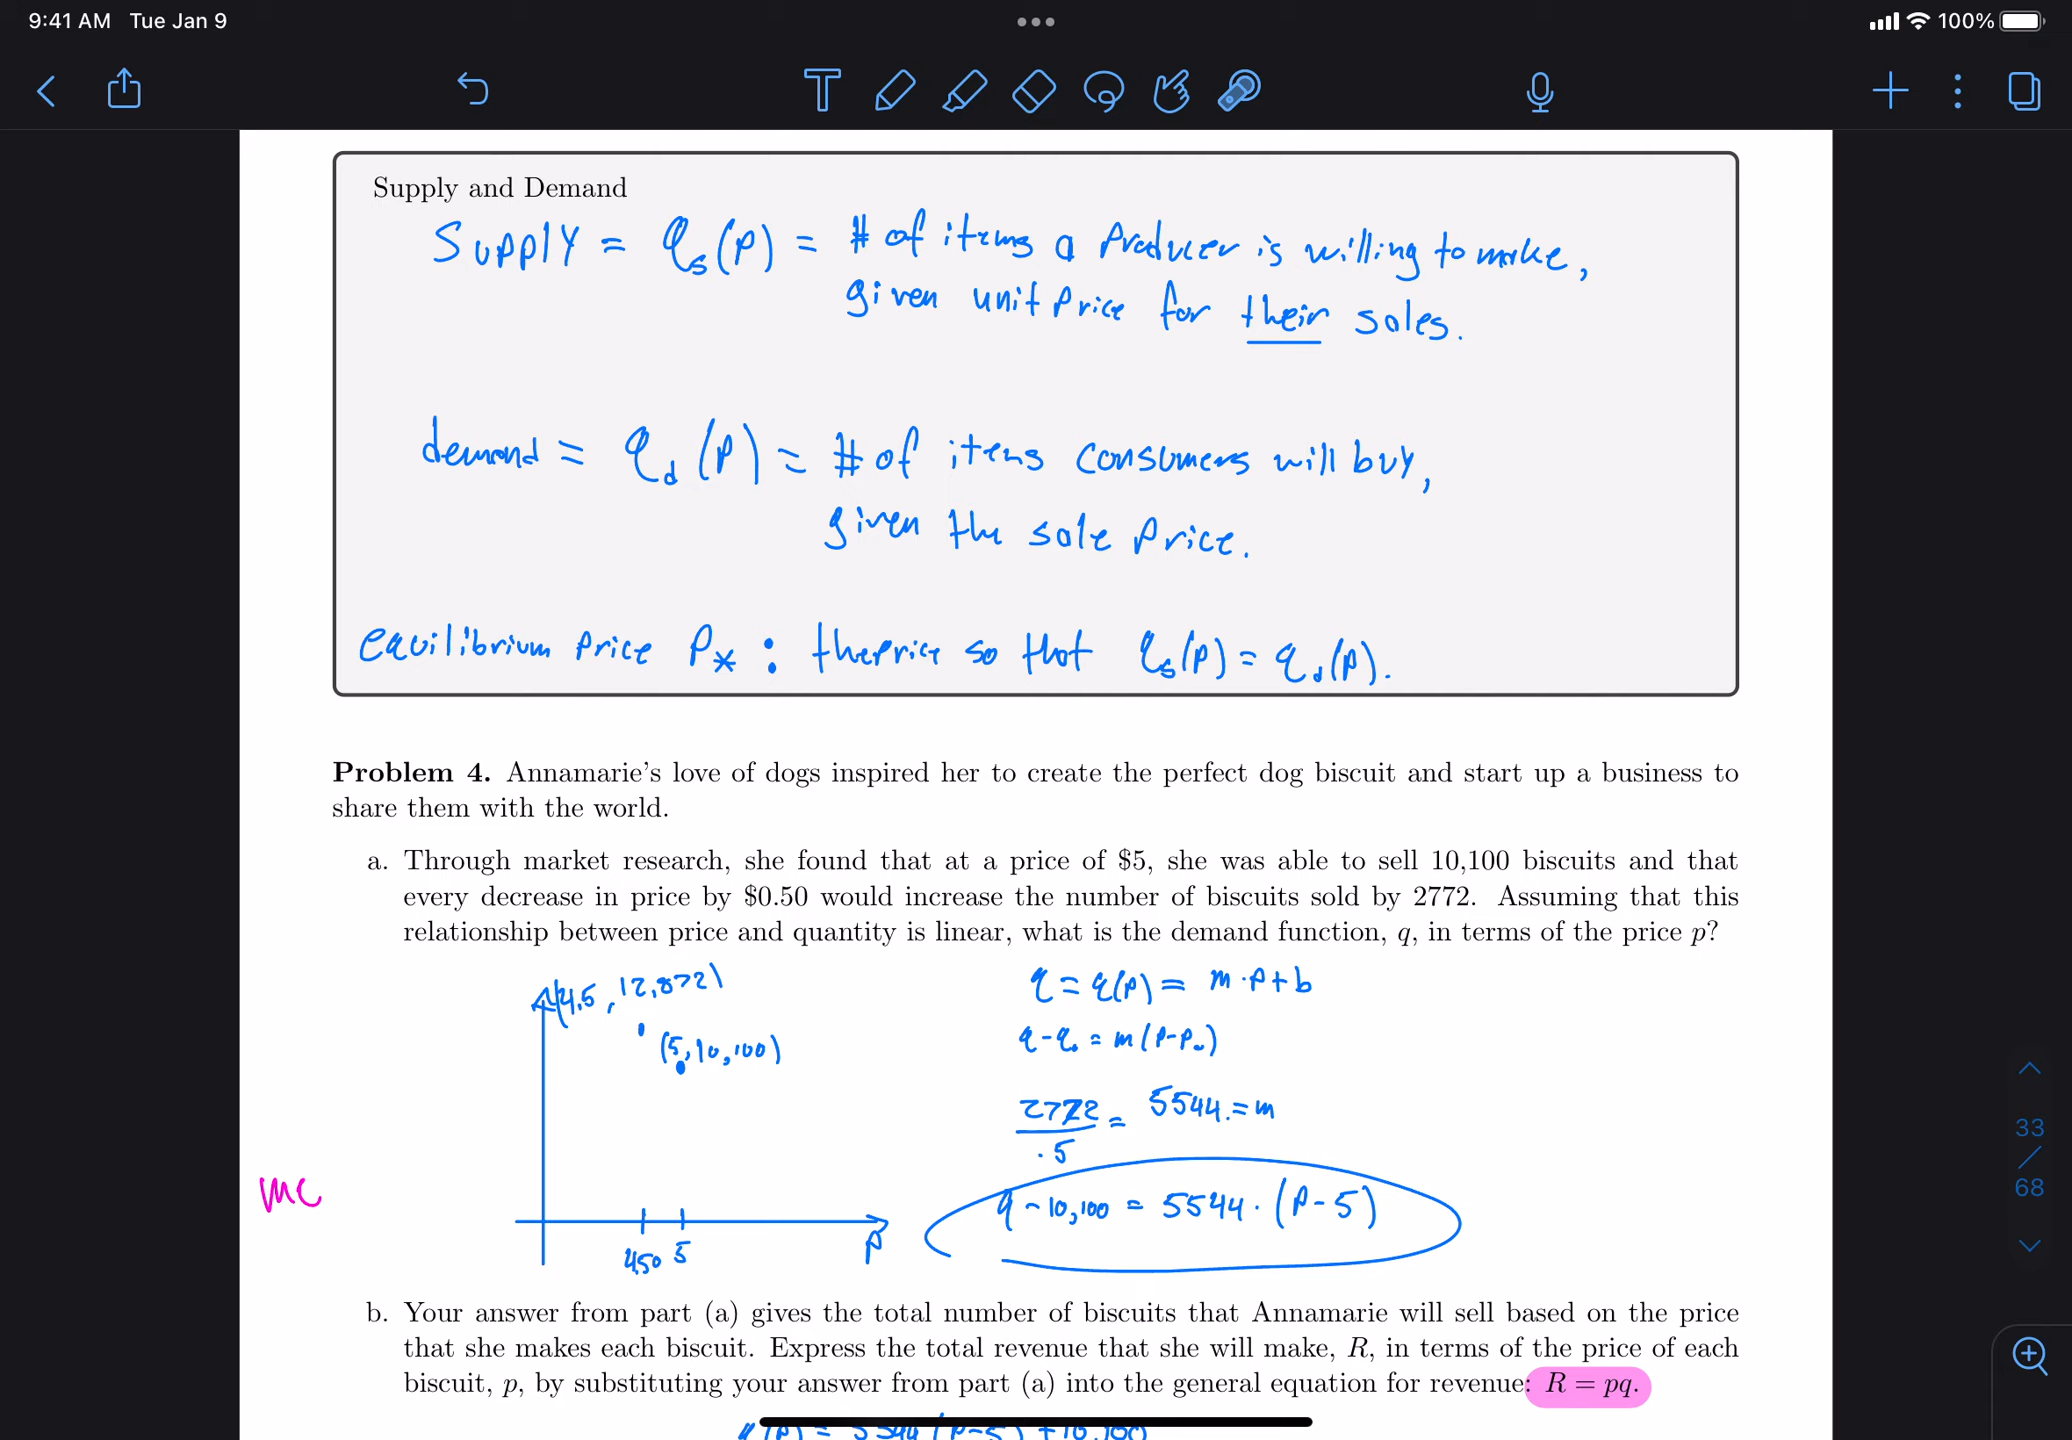 9:41 AM Tue Jan 9
100%
Supply and Demand
Supply = qs(p) = # of items a producer is willing to make,
given unit price for their sales.
demand = qd(p) = # of items consumers will buy,
given the sale price.
equilibrium price p* : the price so that qs(p) = qd(p).
Problem 4. Annamarie's love of dogs inspired her to create the perfect dog biscuit and start up a business to
share them with the world.
a. Through market research, she found that at a price of $5, she was able to sell 10,100 biscuits and that
every decrease in price by $0.50 would increase the number of biscuits sold by 2772. Assuming that this
relationship between price and quantity is linear, what is the demand function, q, in terms of the price p?
(4.5, 12,872)
(5, 10,100)
4.50 5
p
q = q(p) = m·p+b
q-q₀ = m(p-p₀)
2772/.5 = 5544. = m
q - 10,100 = 5544·(p-5)
MC
33
/
68
b. Your answer from part (a) gives the total number of biscuits that Annamarie will sell based on the price
that she makes each biscuit. Express the total revenue that she will make, R, in terms of the price of each
biscuit, p, by substituting your answer from part (a) into the general equation for revenue: R = pq.